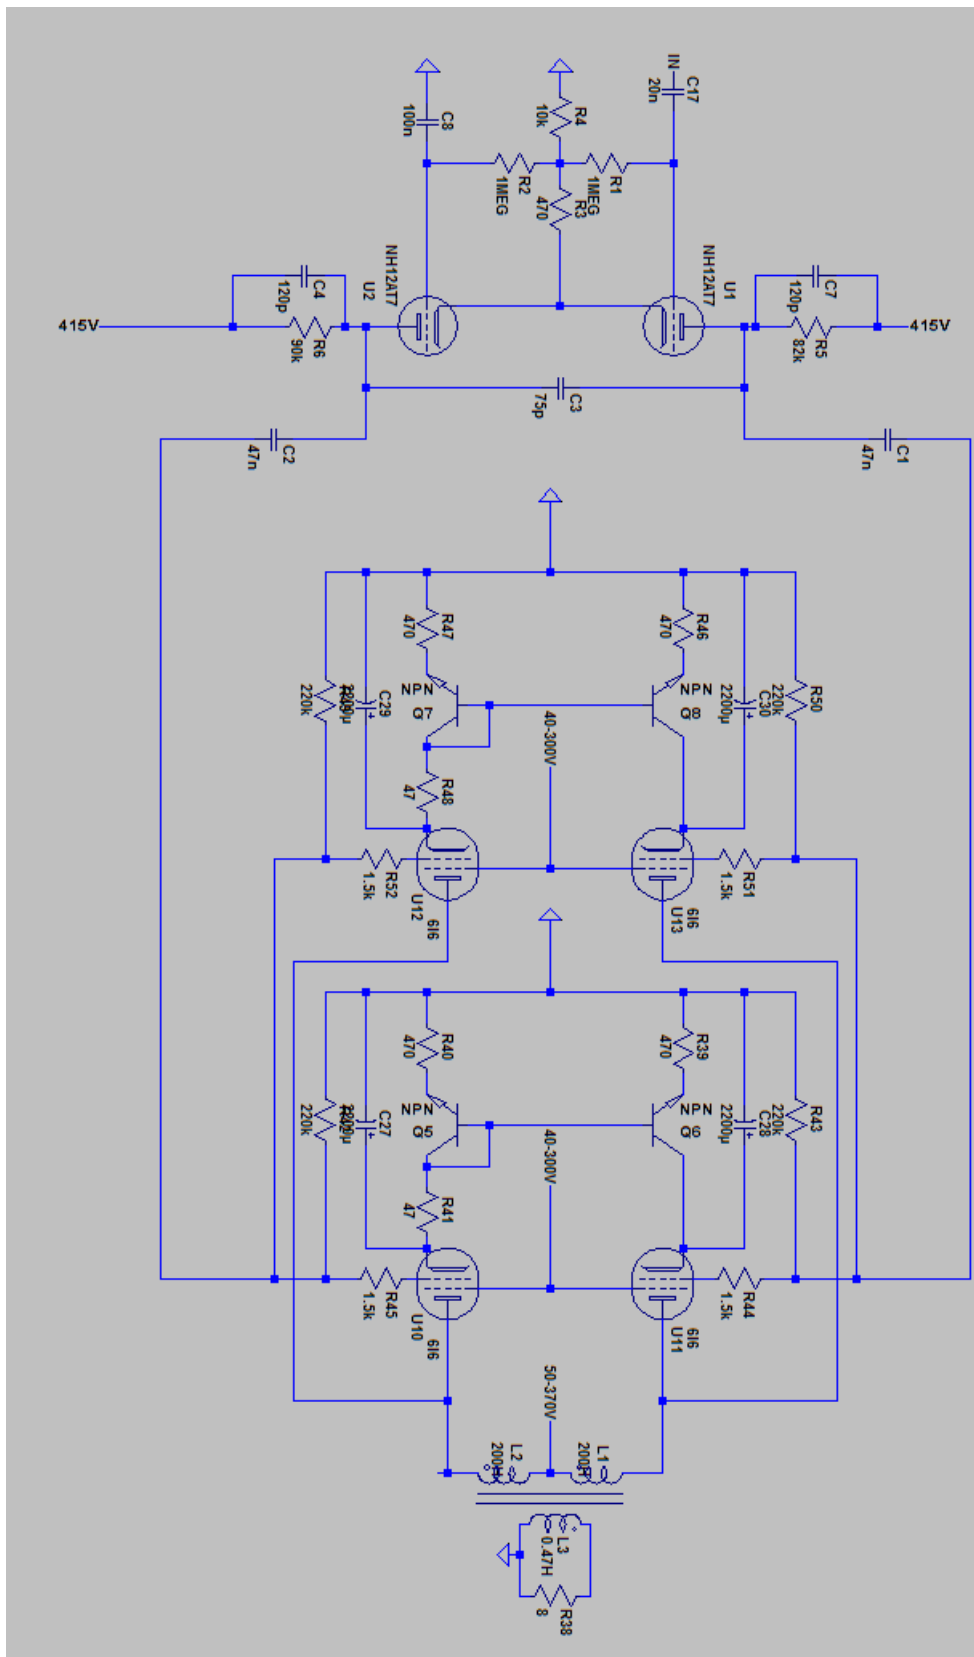 IN
C17
20n
C8
100n
R4
10k
R2
1MEG
R1
1MEG
R3
470
NH12AT7
U2
NH12AT7
U1
C4
120p
C7
120p
415V
R6
90k
R5
82k
415V
C3
75p
C2
47n
C1
47n
R47
470
R46
470
C29
220k
2200µ
C30
R50
220k
NPN
Q7
NPN
Q8
40-300V
R48
47
R52
1.5k
R51
1.5k
U12
6l6
U13
6l6
R40
470
R39
470
C27
220k
2200µ
C28
R43
220k
NPN
Q5
NPN
Q6
40-300V
R41
47
R45
1.5k
R44
1.5k
U10
6l6
U11
6l6
50-370V
L2
200H
L1
200H
L3
0.47H
R38
8